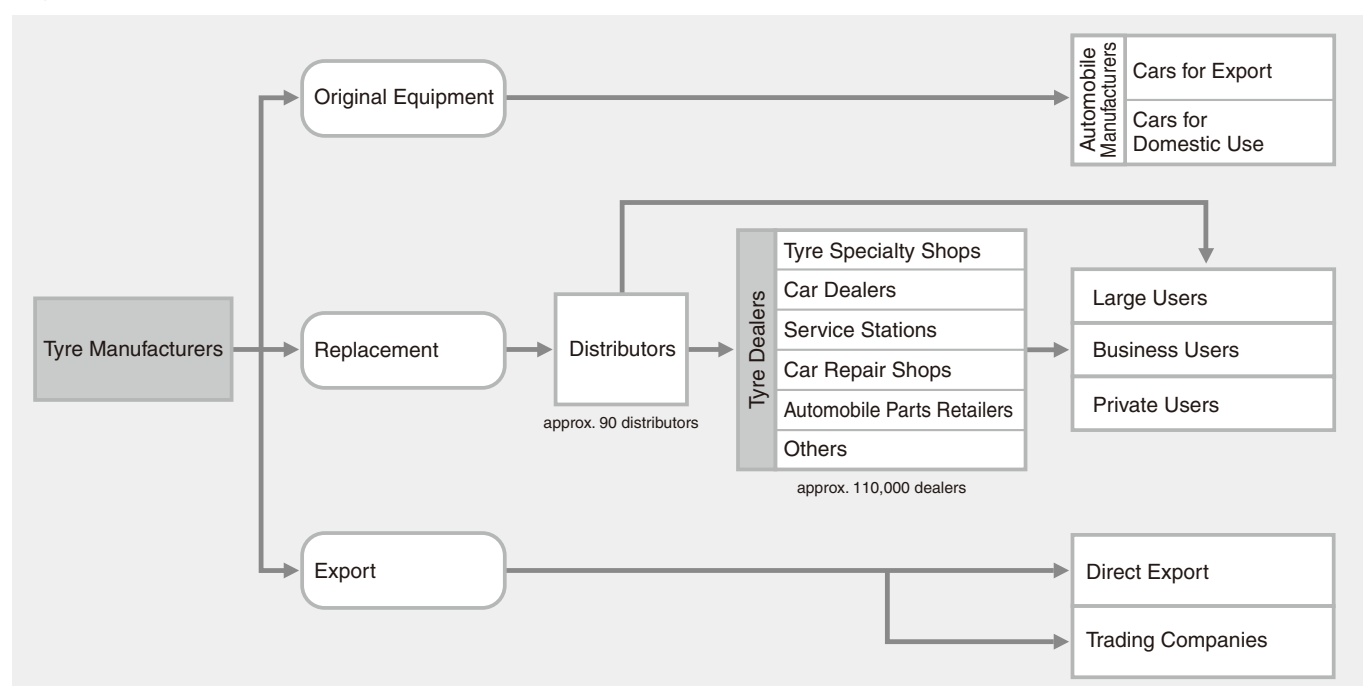 Original Equipment
Automobile
Manufacturers
Cars for Export
Cars for
Domestic Use
Tyre Manufacturers
Replacement
Distributors
approx. 90 distributors
Tyre Dealers
Tyre Specialty Shops
Car Dealers
Service Stations
Car Repair Shops
Automobile Parts Retailers
Others
approx. 110,000 dealers
Large Users
Business Users
Private Users
Export
Direct Export
Trading Companies